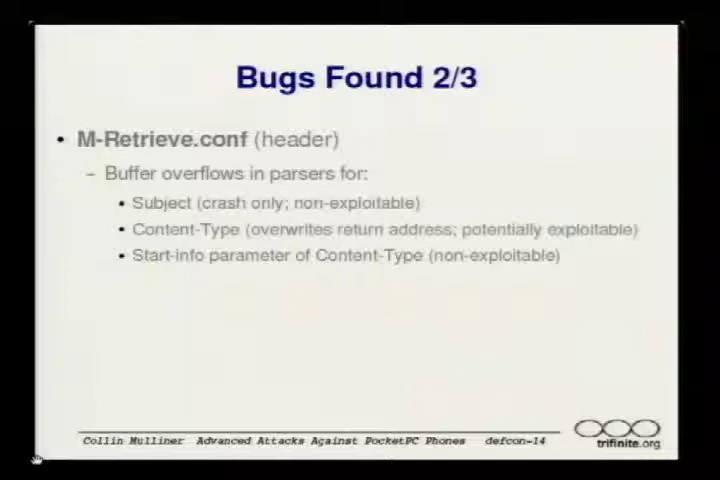 Bugs Found 2/3
• M-Retrieve.conf (header)
– Buffer overflows in parsers for:
• Subject (crash only; non-exploitable)
• Content-Type (overwrites return address; potentially exploitable)
• Start-info parameter of Content-Type (non-exploitable)
Collin Mulliner Advanced Attacks Against PocketPC Phones defcon-14
trifinite.org